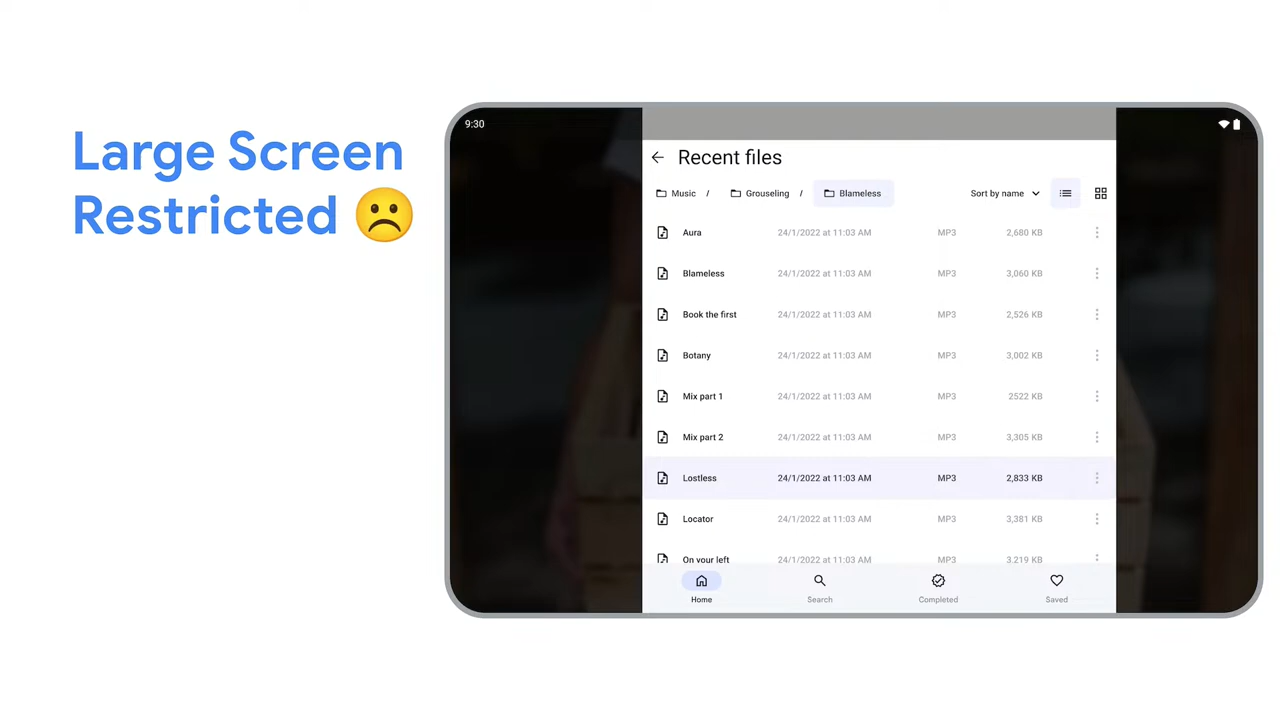 Large Screen
Restricted ☹️
9:30
Recent files
Music / Grouseling / Blameless Sort by name
Aura 24/1/2022 at 11:03 AM MP3 2,680 KB
Blameless 24/1/2022 at 11:03 AM MP3 3,060 KB
Book the first 24/1/2022 at 11:03 AM MP3 2,526 KB
Botany 24/1/2022 at 11:03 AM MP3 3,002 KB
Mix part 1 24/1/2022 at 11:03 AM MP3 2522 KB
Mix part 2 24/1/2022 at 11:03 AM MP3 3,305 KB
Lostless 24/1/2022 at 11:03 AM MP3 2,833 KB
Locator 24/1/2022 at 11:03 AM MP3 3,381 KB
On your left 24/1/2022 at 11:03 AM MP3 3,219 KB
Home Search Completed Saved